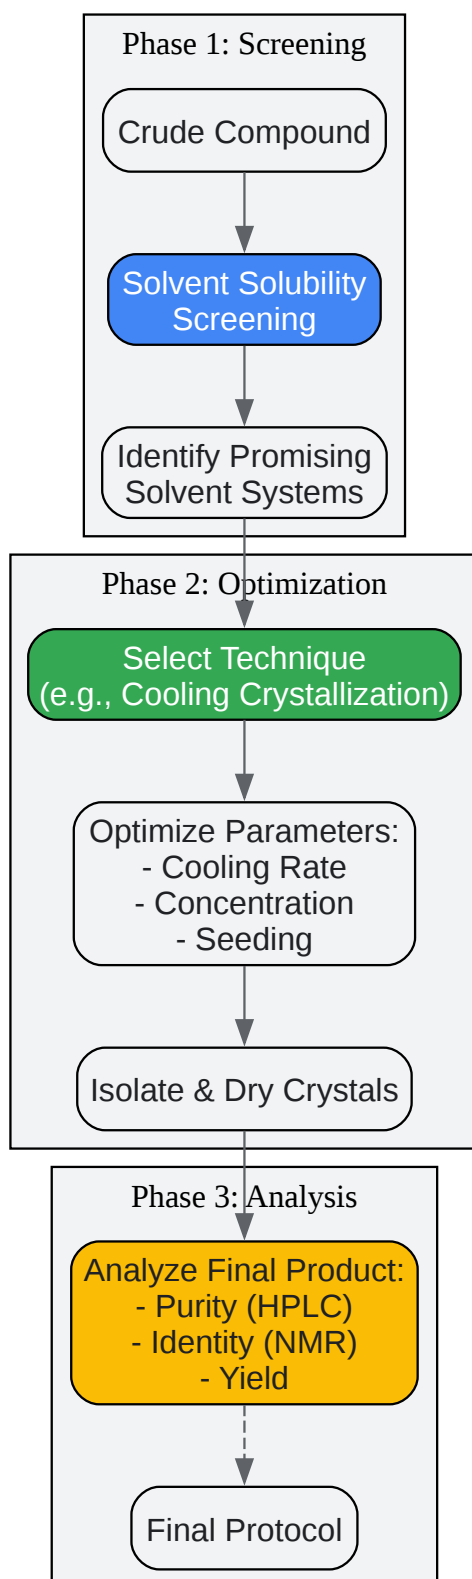 Phase 1: Screening
Crude Compound
Solvent Solubility
Screening
Identify Promising
Solvent Systems
Phase 2: Optimization
Select Technique
(e.g., Cooling Crystallization)
Optimize Parameters:
- Cooling Rate
- Concentration
- Seeding
Isolate & Dry Crystals
Phase 3: Analysis
Analyze Final Product:
- Purity (HPLC)
- Identity (NMR)
- Yield
Final Protocol